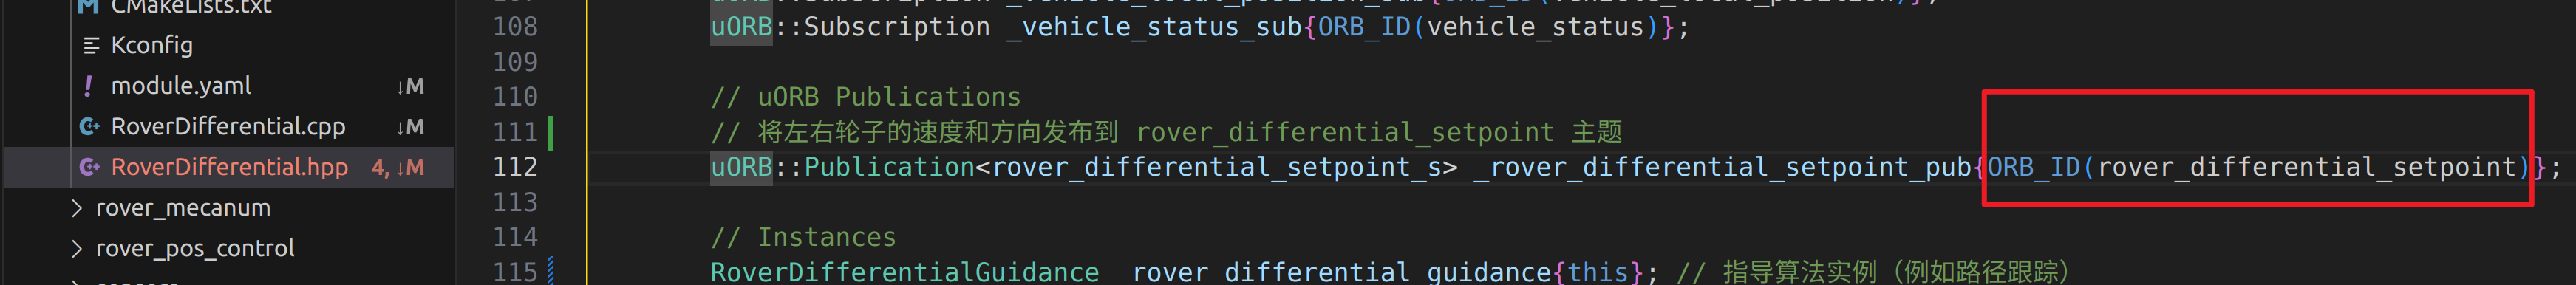 CMakeLists.txt
Kconfig
module.yaml ↓M
RoverDifferential.cpp ↓M
RoverDifferential.hpp 4, ↓M
rover_mecanum
rover_pos_control
108 uORB::Subscription _vehicle_status_sub{ORB_ID(vehicle_status)};
109
110 // uORB Publications
111 // 将左右轮子的速度和方向发布到 rover_differential_setpoint 主题
112 uORB::Publication<rover_differential_setpoint_s> _rover_differential_setpoint_pub{ORB_ID(rover_differential_setpoint)};
113
114 // Instances
115 RoverDifferentialGuidance _rover_differential_guidance{this}; // 指导算法实例（例如路径跟踪）